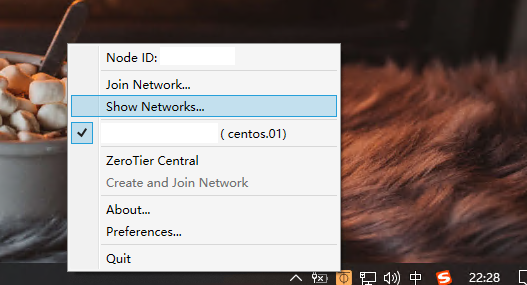 Node ID:
Join Network...
Show Networks...
( centos.01)
ZeroTier Central
Create and Join Network
About...
Preferences...
Quit
中 S 22:28